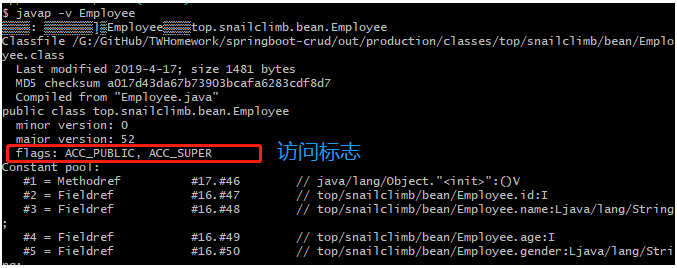 $ javap -v Employee
: ]Employee top.snailclimb.bean.Employee
Classfile /G:/GitHub/TWHomework/springboot-crud/out/production/classes/top/snailclimb/bean/Emplo
yee.class
Last modified 2019-4-17; size 1481 bytes
MD5 checksum a017d43da67b73903bcafa6283cdf8d7
Compiled from "Employee.java"
public class top.snailclimb.bean.Employee
minor version: 0
major version: 52
flags: ACC_PUBLIC, ACC_SUPER 访问标志
Constant pool:
#1 = Methodref #17.#46 // java/lang/Object."<init>":()V
#2 = Fieldref #16.#47 // top/snailclimb/bean/Employee.id:I
#3 = Fieldref #16.#48 // top/snailclimb/bean/Employee.name:Ljava/lang/String
;
#4 = Fieldref #16.#49 // top/snailclimb/bean/Employee.age:I
#5 = Fieldref #16.#50 // top/snailclimb/bean/Employee.gender:Ljava/lang/Stri